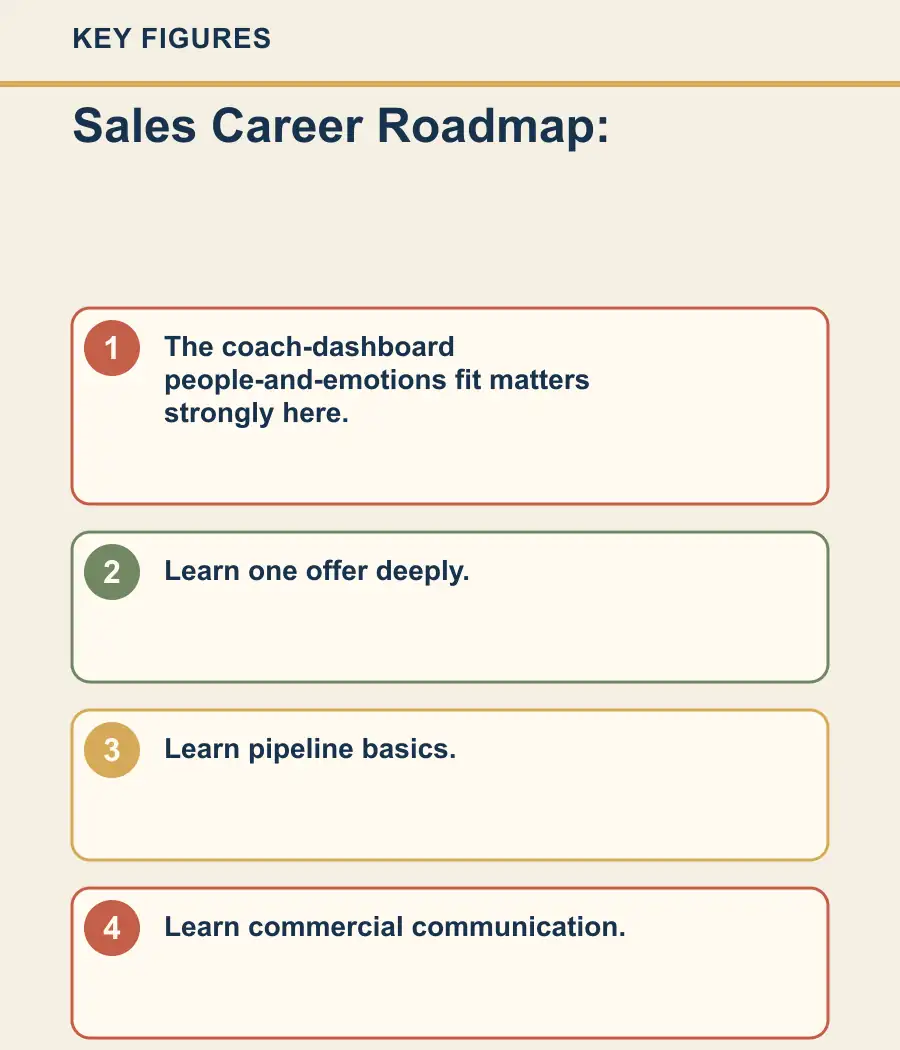 KEY FIGURES
Sales Career Roadmap:
1
The coach-dashboard
people-and-emotions fit matters
strongly here.
2
Learn one offer deeply.
3
Learn pipeline basics.
4
Learn commercial communication.